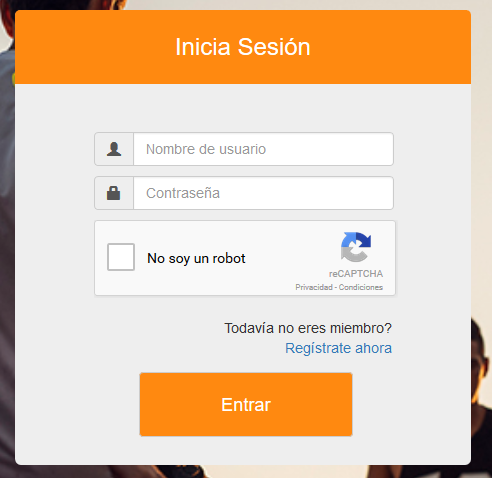 Inicia Sesión
Nombre de usuario
Contraseña
No soy un robot
reCAPTCHA
Privacidad - Condiciones
Todavía no eres miembro?
Regístrate ahora
Entrar